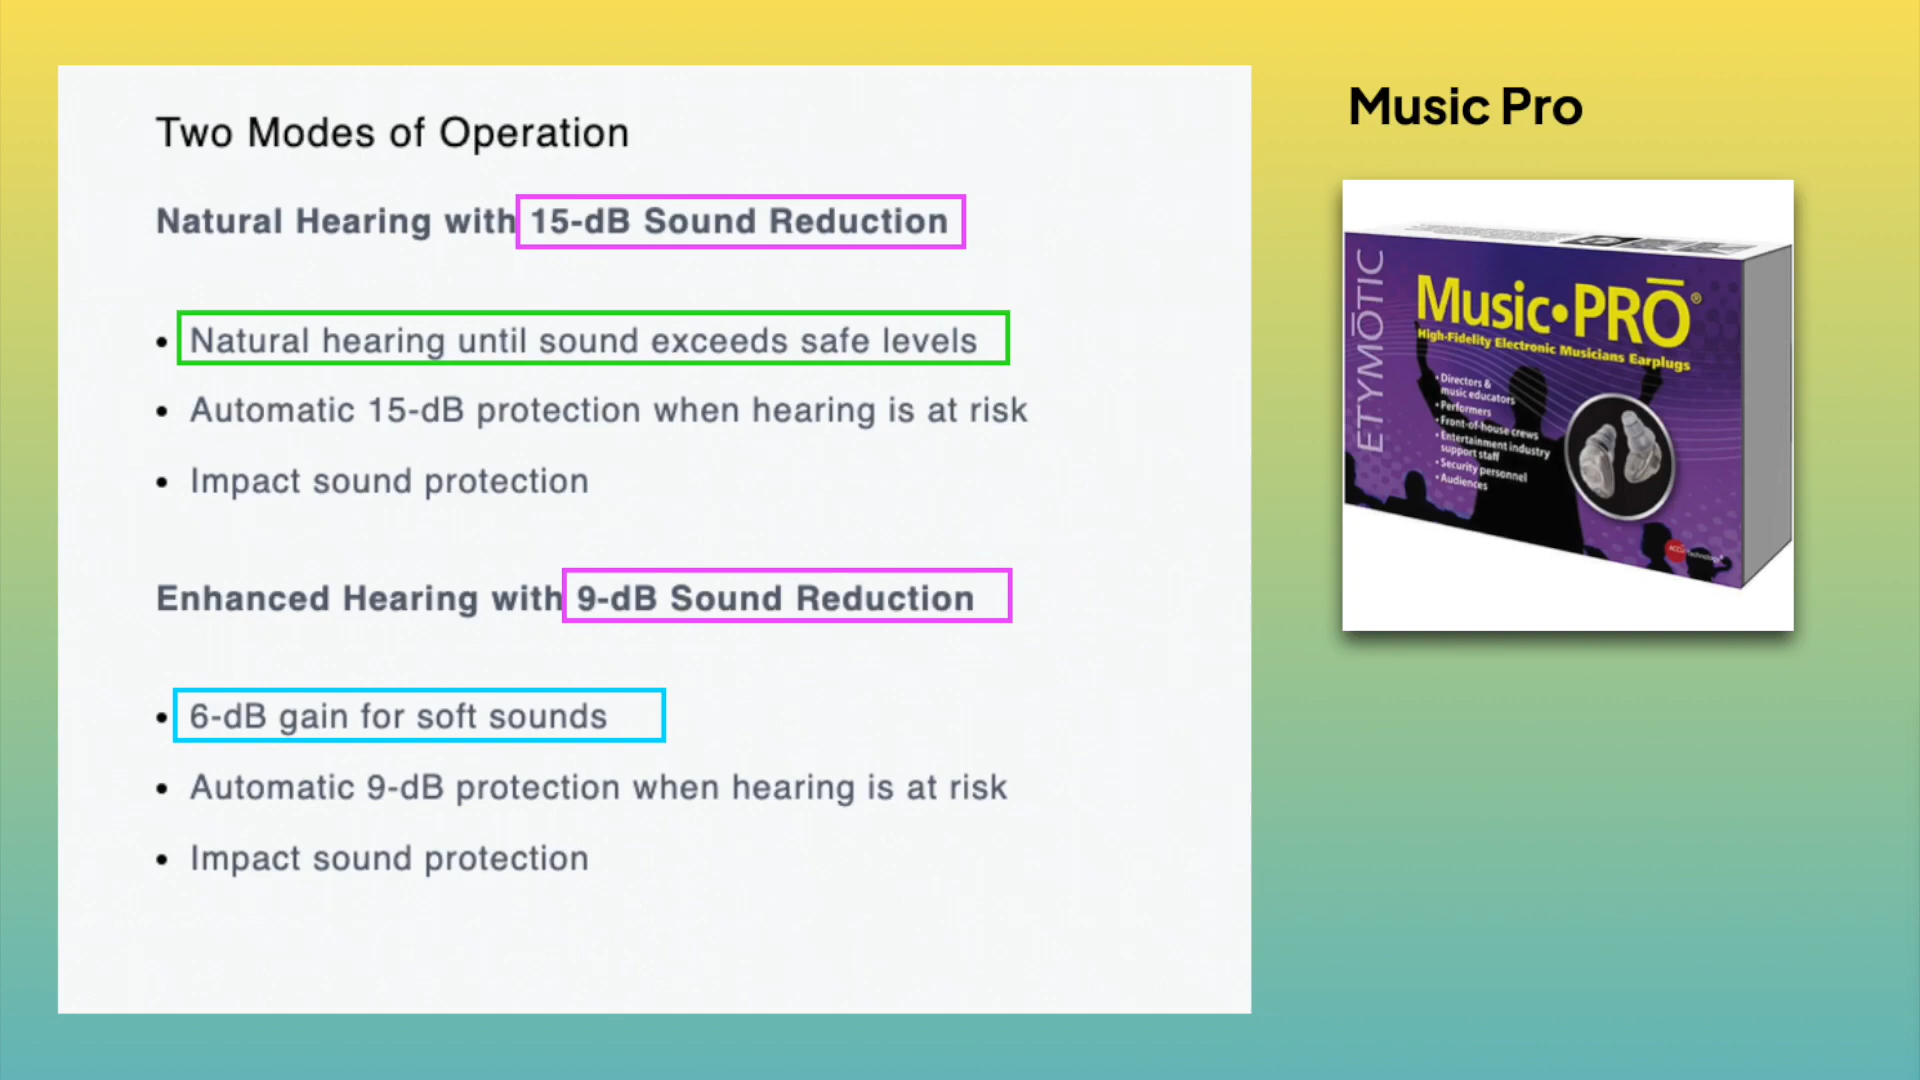 Two Modes of Operation
Natural Hearing with 15-dB Sound Reduction
• Natural hearing until sound exceeds safe levels
• Automatic 15-dB protection when hearing is at risk
• Impact sound protection
Enhanced Hearing with 9-dB Sound Reduction
• 6-dB gain for soft sounds
• Automatic 9-dB protection when hearing is at risk
• Impact sound protection
Music Pro
ETYMŌTIC
Music•PRŌ®
High-Fidelity Electronic Musicians Earplugs
• Directors &
music educators
• Performers
• Front-of-house crews
• Entertainment industry
support staff
• Security personnel
• Audiences